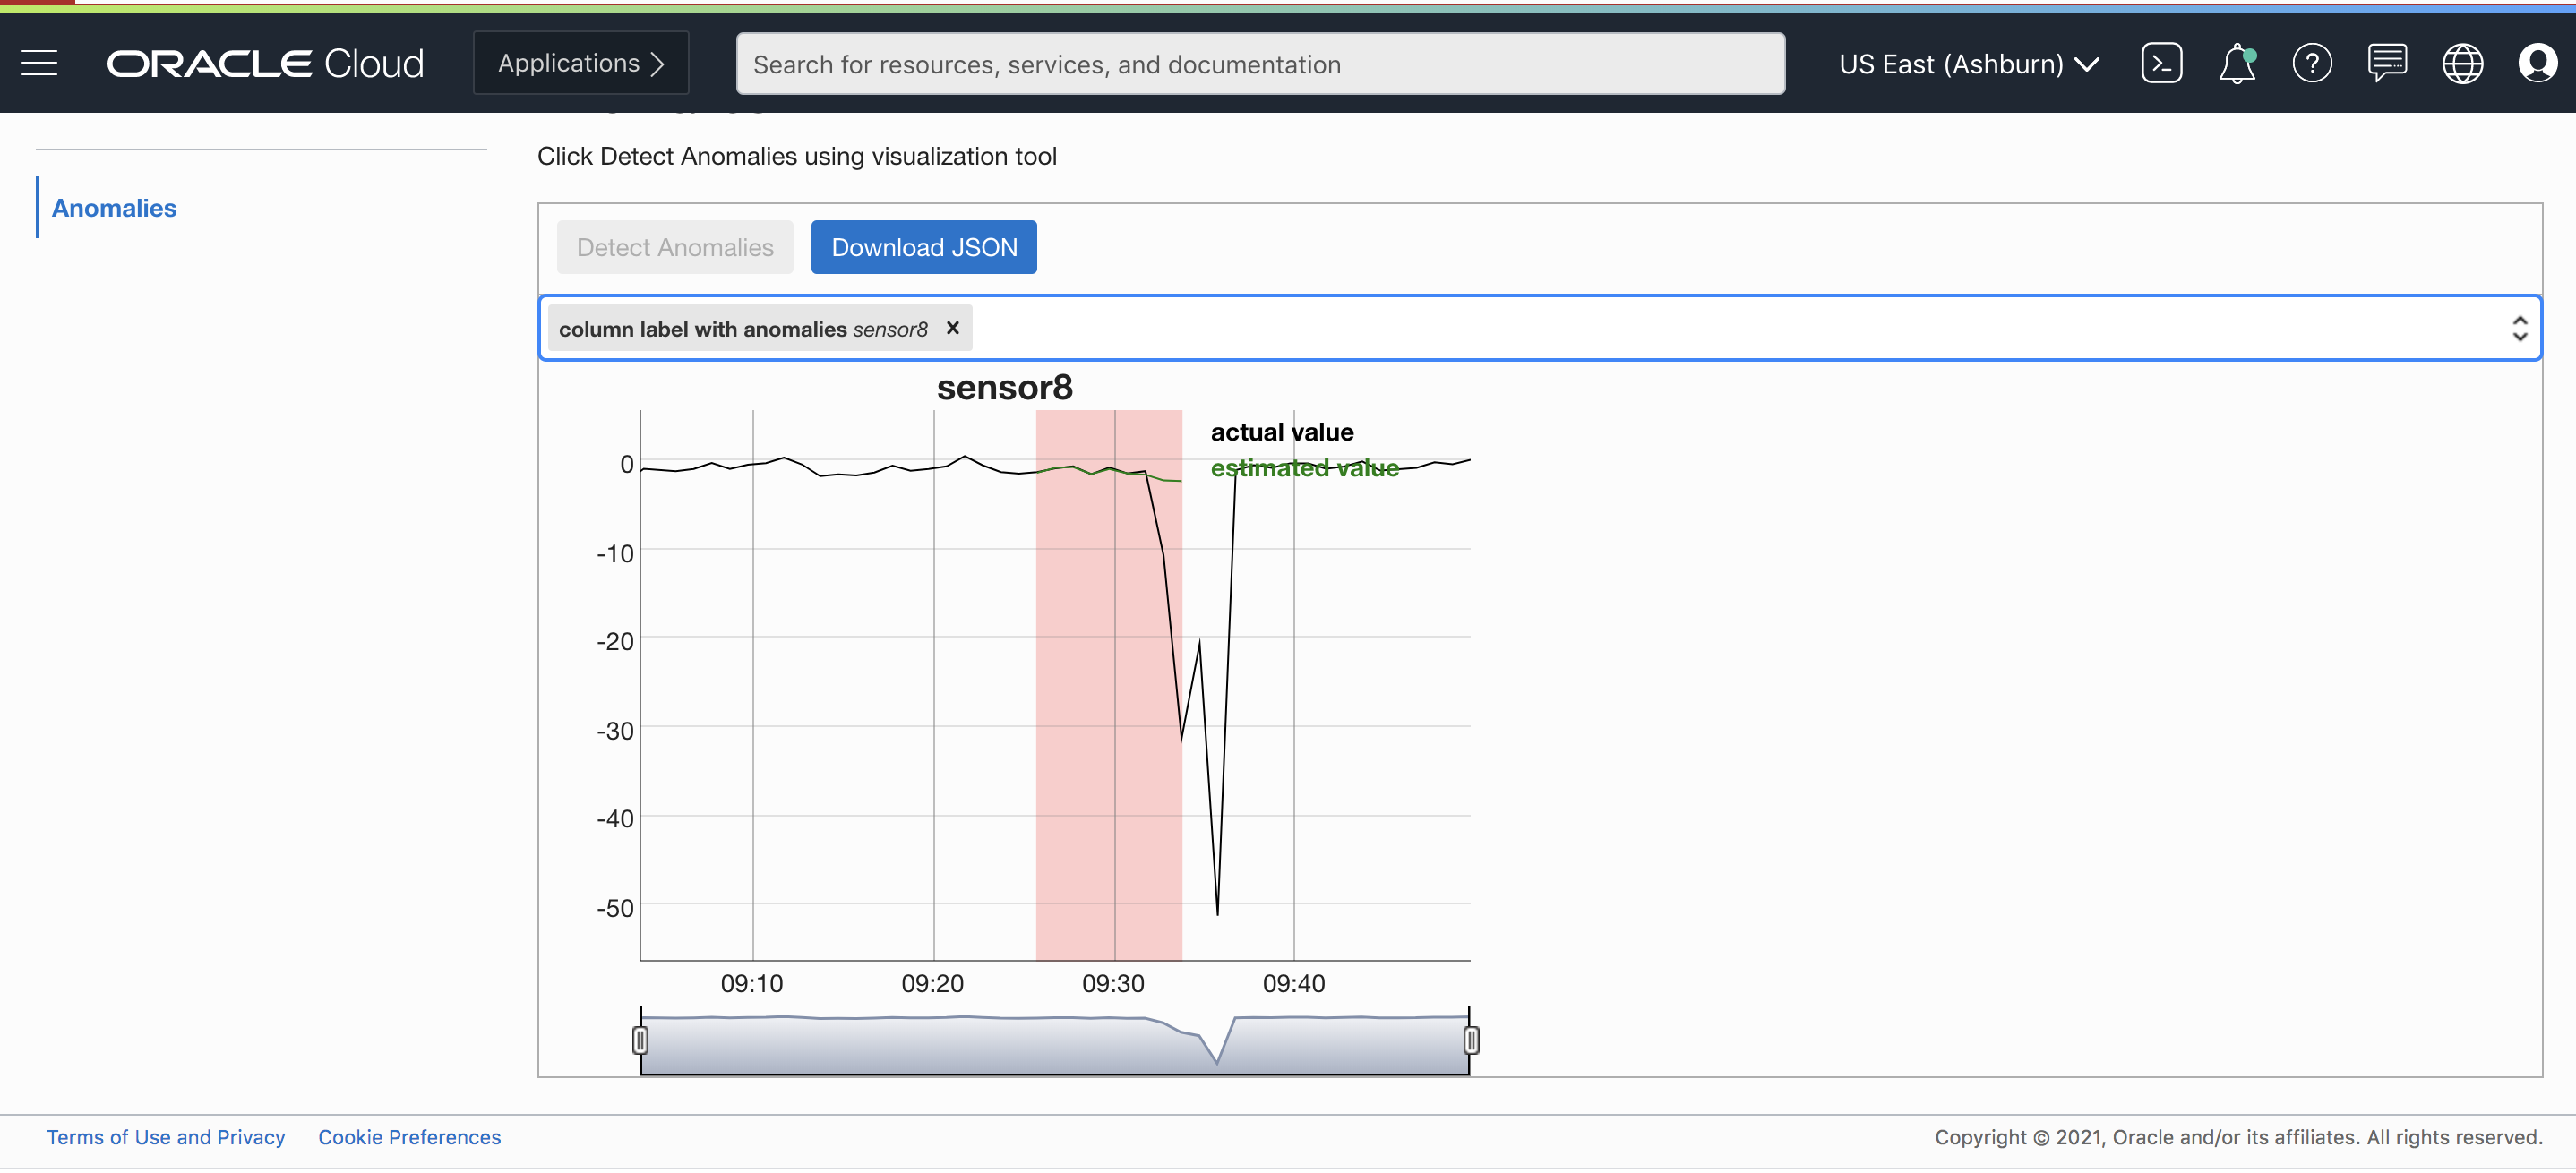 ORACLE Cloud
Applications
Search for resources, services, and documentation
US East (Ashburn)
Click Detect Anomalies using visualization tool
Anomalies
Detect Anomalies
Download JSON
column label with anomalies sensor8 ×
sensor8
actual value
estimated value
0
-10
-20
-30
-40
-50
09:10 09:20 09:30 09:40
Terms of Use and Privacy Cookie Preferences
Copyright © 2021, Oracle and/or its affiliates. All rights reserved.